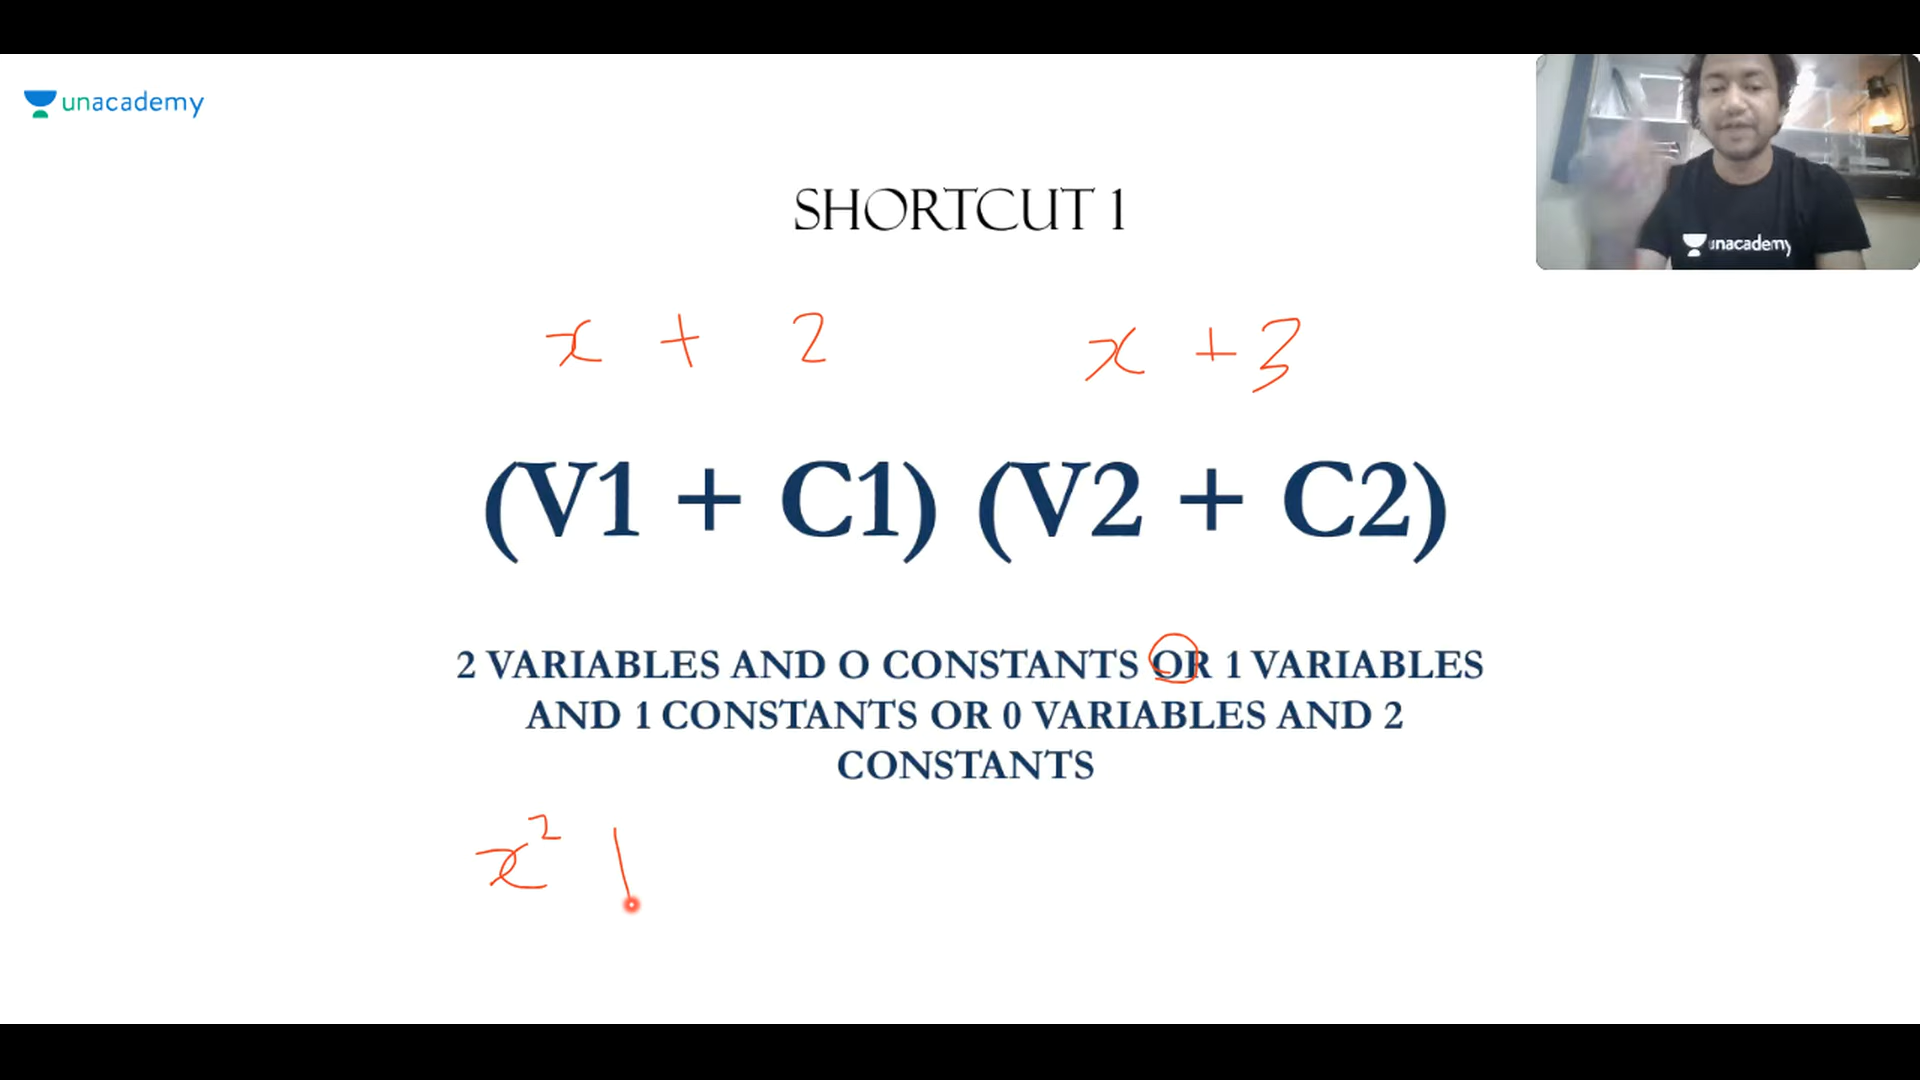 unacademy
unacademy
SHORTCUT 1
x + 2 x + 3
(V1 + C1) (V2 + C2)
2 VARIABLES AND O CONSTANTS OR 1 VARIABLES
AND 1 CONSTANTS OR 0 VARIABLES AND 2
CONSTANTS
x² |